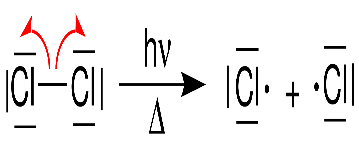 hν
|Cl—Cl| → |Cl· + ·Cl|
Δ